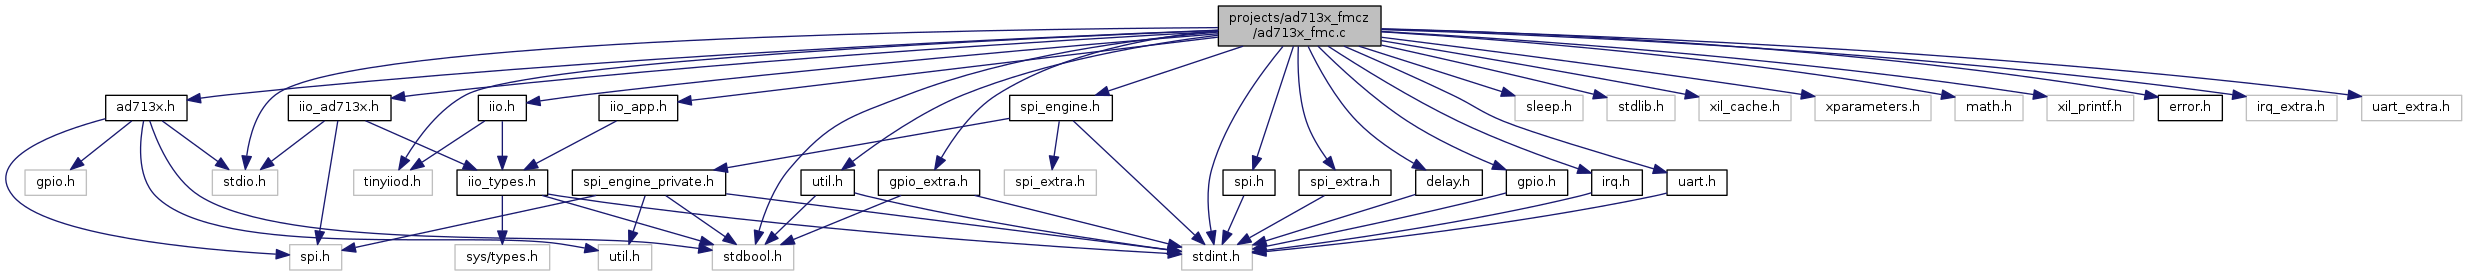 projects/ad713x_fmcz
/ad713x_fmc.c
ad713x.h
iio_ad713x.h
iio.h
iio_app.h
spi_engine.h
sleep.h
stdlib.h
xil_cache.h
xparameters.h
math.h
xil_printf.h
error.h
irq_extra.h
uart_extra.h
gpio.h
stdio.h
tinyiiod.h
iio_types.h
spi_engine_private.h
util.h
gpio_extra.h
spi_extra.h
spi.h
spi_extra.h
delay.h
gpio.h
irq.h
uart.h
spi.h
sys/types.h
util.h
stdbool.h
stdint.h